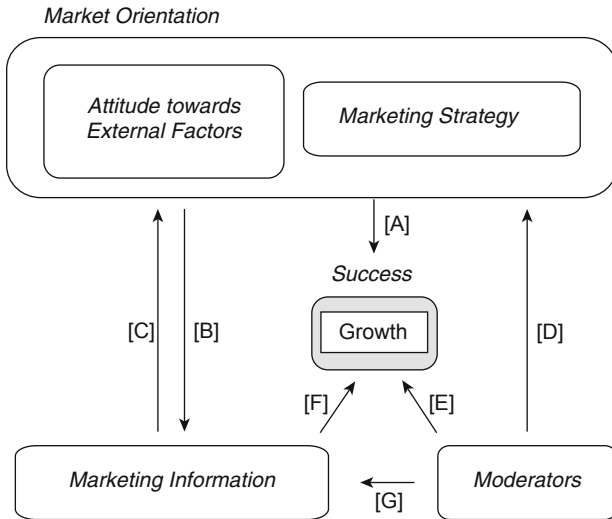 Market Orientation
Attitude towards
External Factors
Marketing Strategy
[A]
Success
Growth
[C]
[B]
[D]
[F]
[E]
Marketing Information
[G]
Moderators